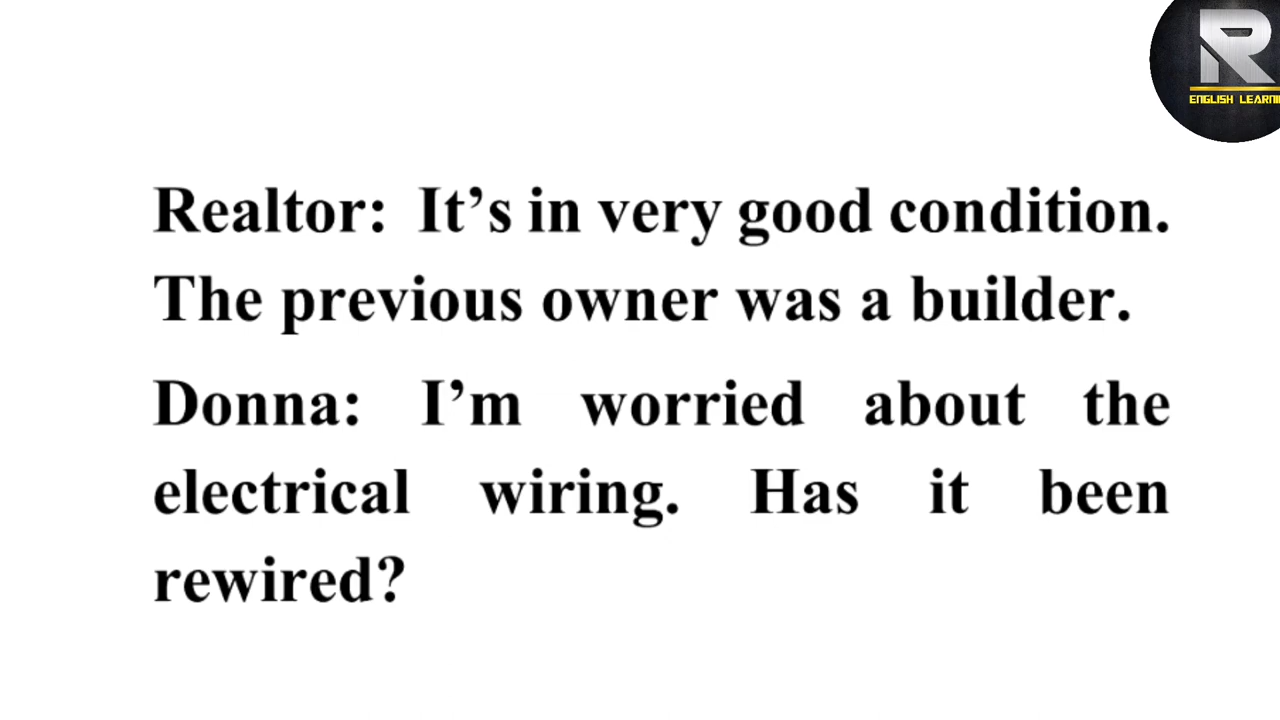 R
ENGLISH
Realtor: It’s in very good condition.
The previous owner was a builder.
Donna: I’m worried about the
electrical wiring. Has it been
rewired?